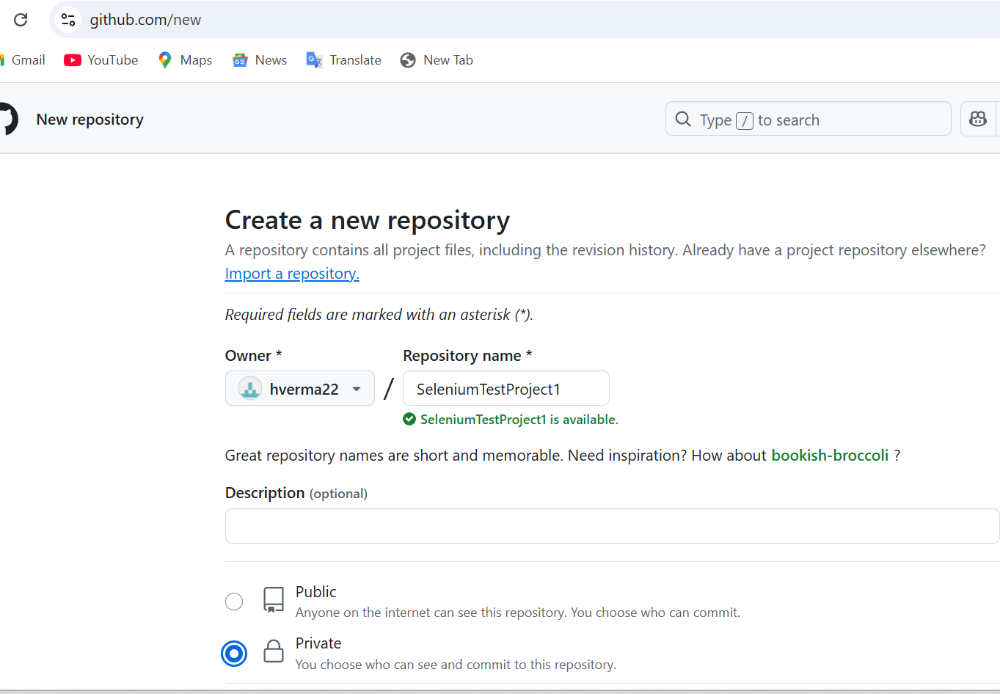 github.com/new
Gmail YouTube Maps News Translate New Tab
New repository
Type / to search
Create a new repository
A repository contains all project files, including the revision history. Already have a project repository elsewhere?
Import a repository.
Required fields are marked with an asterisk (*).
Owner * Repository name *
hverma22 / SeleniumTestProject1
SeleniumTestProject1 is available.
Great repository names are short and memorable. Need inspiration? How about bookish-broccoli ?
Description (optional)
Public
Anyone on the internet can see this repository. You choose who can commit.
Private
You choose who can see and commit to this repository.